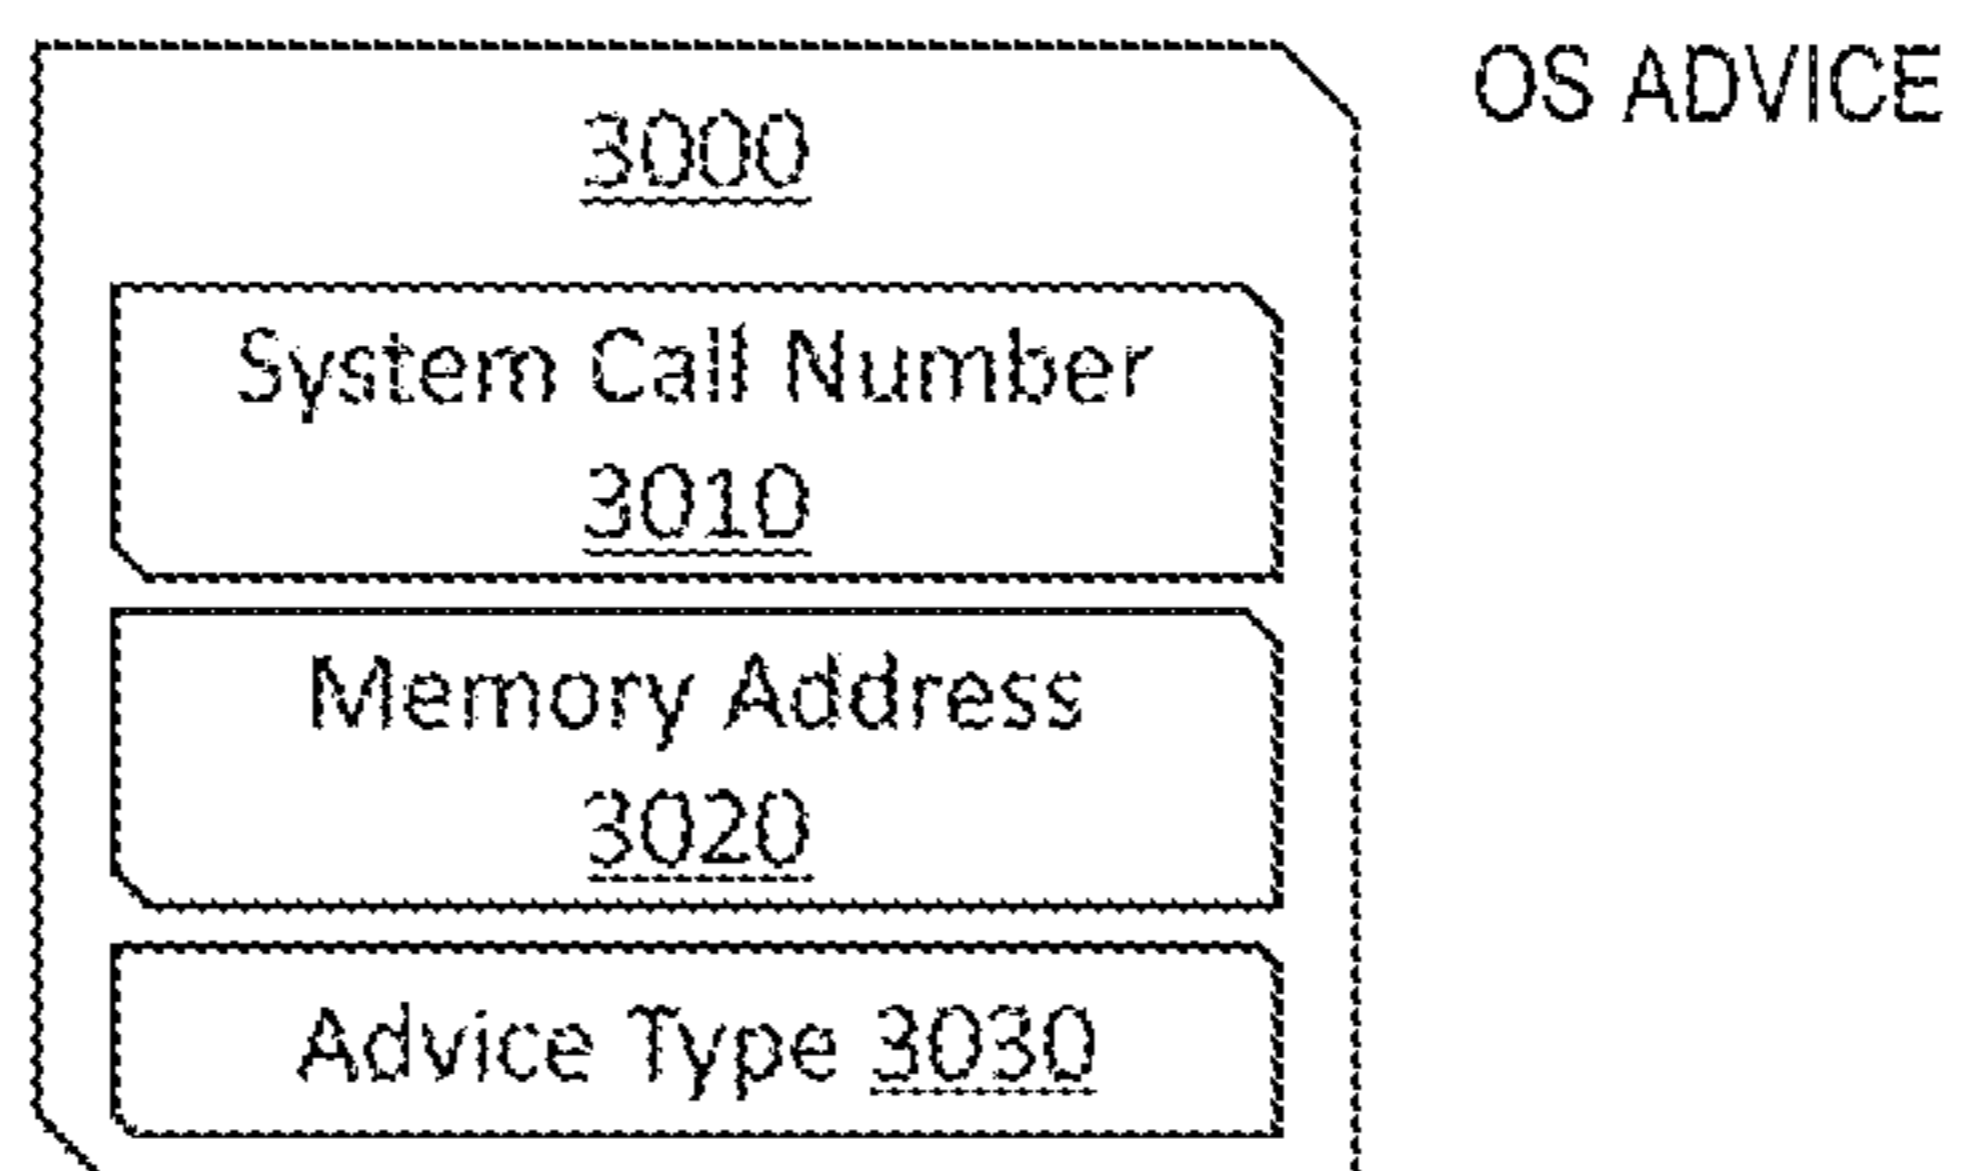 OS ADVICE
3000
System Call Number
3010
Memory Address
3020
Advice Type 3030